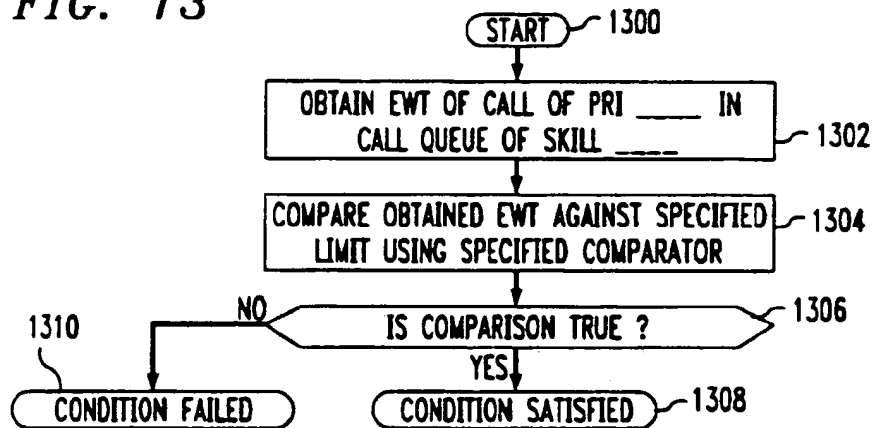 FIG. 13
START
1300
OBTAIN EWT OF CALL OF PRI ____ IN
CALL QUEUE OF SKILL ____
1302
COMPARE OBTAINED EWT AGAINST SPECIFIED
LIMIT USING SPECIFIED COMPARATOR
1304
IS COMPARISON TRUE ?
1306
NO
YES
1310
CONDITION FAILED
CONDITION SATISFIED
1308